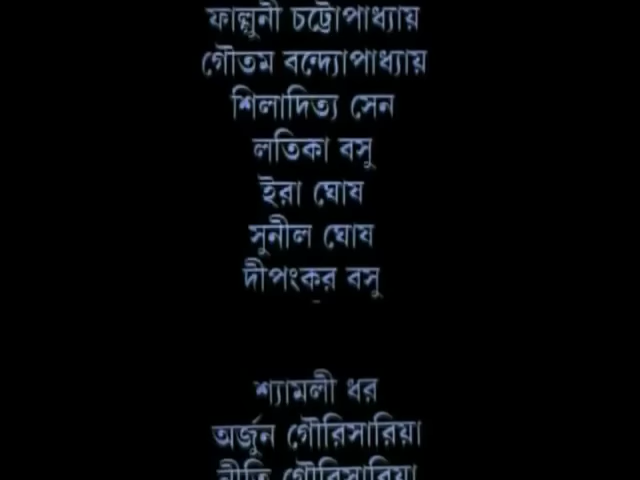 ফাল্গুনী চট্টোপাধ্যায়
গৌতম বন্দ্যোপাধ্যায়
শিলাদিত্য সেন
লতিকা বসু
ইরা ঘোষ
সুনীল ঘোষ
দীপংকর বসু
শ্যামলী ধর
অর্জুন গৌরিসারিয়া
নীতি গৌরিসারিয়া